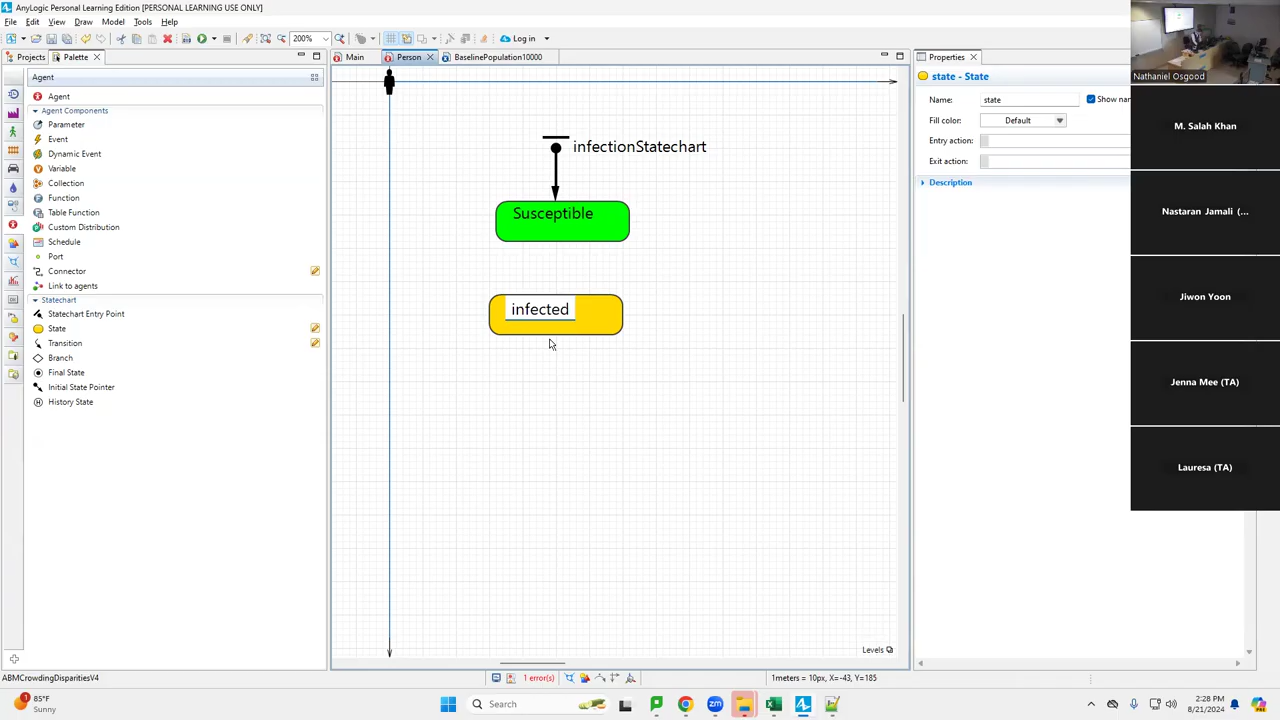 AnyLogic Personal Learning Edition [PERSONAL LEARNING USE ONLY]
File Edit View Draw Model Tools Help
200% Log in
Projects Palette Main Person BaselinePopulation10000 Properties
Agent
Agent
Agent Components
Parameter
Event
Dynamic Event
Variable
Collection
Function
Table Function
Custom Distribution
Schedule
Port
Connector
Link to agents
Statechart
Statechart Entry Point
State
Transition
Branch
Final State
Initial State Pointer
History State
infectionStatechart
Susceptible
infected
Levels
state - State
Name: state Show nam
Fill color: Default
Entry action:
Exit action:
Description
Nathaniel Osgood
M. Salah Khan
Nastaran Jamali (...
Jiwon Yoon
Jenna Mee (TA)
Lauresa (TA)
ABMCrowdingDisparitiesV4 1 error(s) 1meters = 10px, X=-43, Y=185
85°F
Sunny
Search
2:28 PM
8/21/2024